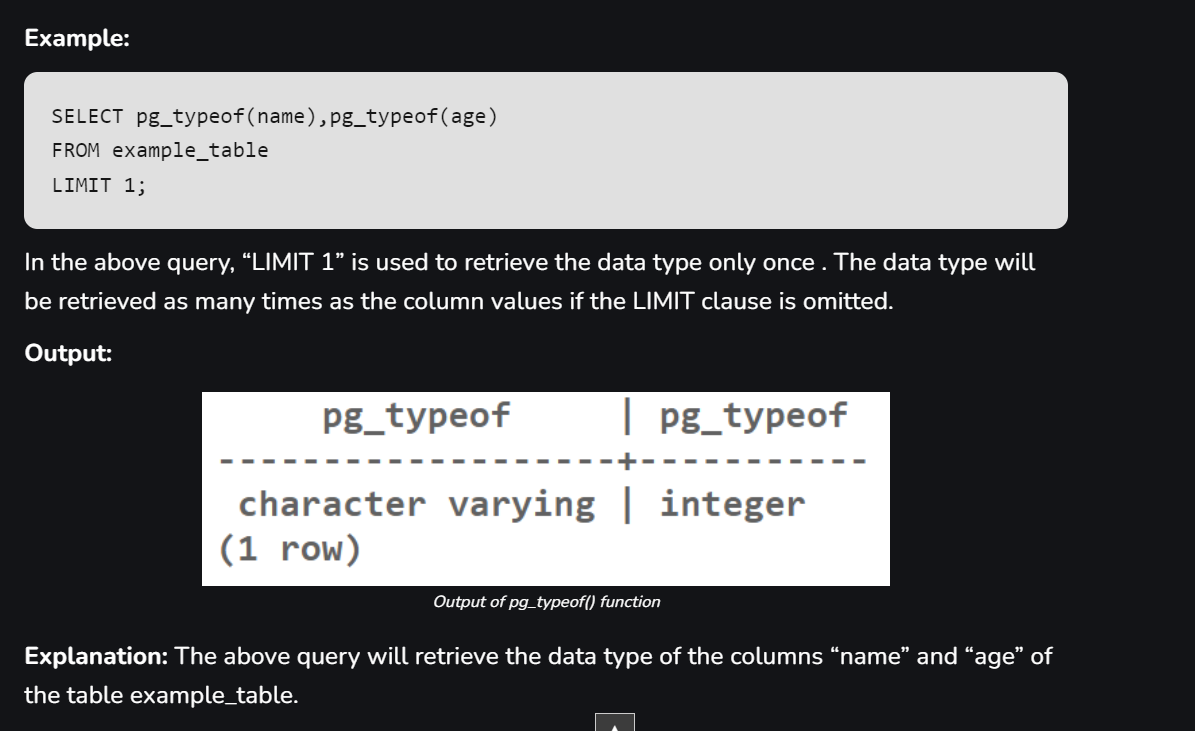 Example:
SELECT pg_typeof(name),pg_typeof(age)
FROM example_table
LIMIT 1;
In the above query, “LIMIT 1” is used to retrieve the data type only once . The data type will
be retrieved as many times as the column values if the LIMIT clause is omitted.
Output:
pg_typeof | pg_typeof
-------------------+-----------
character varying | integer
(1 row)
Output of pg_typeof() function
Explanation: The above query will retrieve the data type of the columns “name” and “age” of
the table example_table.